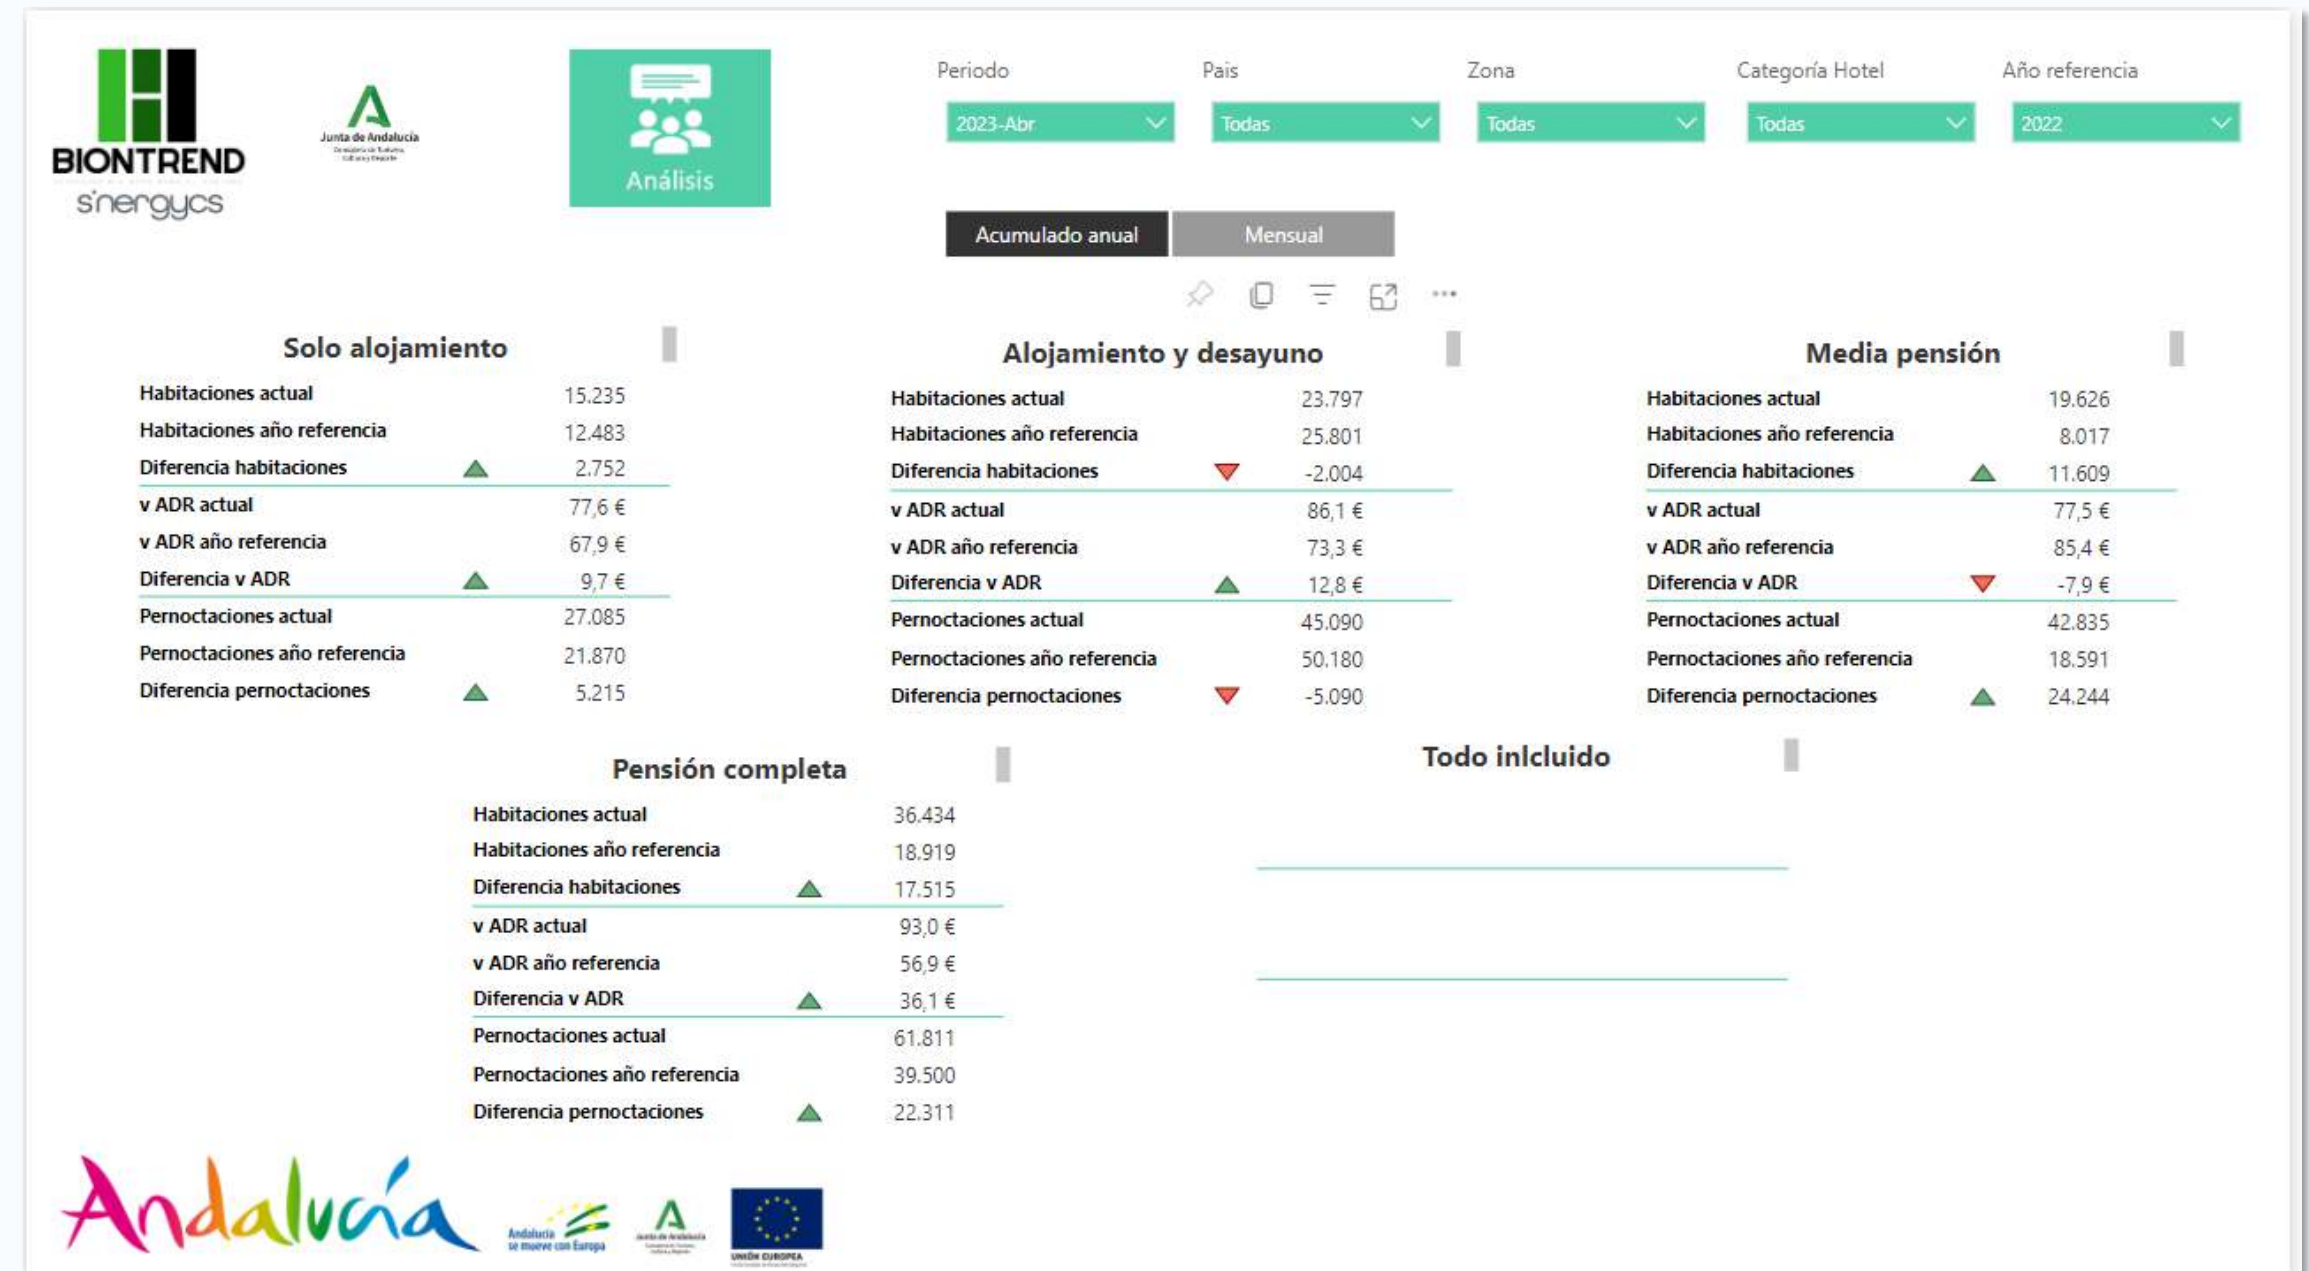 BIONTREND
s'nergycs
Junta de Andalucía
Análisis
Periodo
Pais
Zona
Categoría Hotel
Año referencia
2023-Abr
Todas
Todas
Todas
2022
Acumulado anual
Mensual
Solo alojamiento
Habitaciones actual 15.235
Habitaciones año referencia 12.483
Diferencia habitaciones 2.752
v ADR actual 77,6 €
v ADR año referencia 67,9 €
Diferencia v ADR 9,7 €
Pernoctaciones actual 27.085
Pernoctaciones año referencia 21.870
Diferencia pernoctaciones 5.215
Alojamiento y desayuno
Habitaciones actual 23.797
Habitaciones año referencia 25.801
Diferencia habitaciones -2.004
v ADR actual 86,1 €
v ADR año referencia 73,3 €
Diferencia v ADR 12,8 €
Pernoctaciones actual 45.090
Pernoctaciones año referencia 50.180
Diferencia pernoctaciones -5.090
Media pensión
Habitaciones actual 19.626
Habitaciones año referencia 8.017
Diferencia habitaciones 11.609
v ADR actual 77,5 €
v ADR año referencia 85,4 €
Diferencia v ADR -7,9 €
Pernoctaciones actual 42.835
Pernoctaciones año referencia 18.591
Diferencia pernoctaciones 24.244
Pensión completa
Habitaciones actual 36.434
Habitaciones año referencia 18.919
Diferencia habitaciones 17.515
v ADR actual 93,0 €
v ADR año referencia 56,9 €
Diferencia v ADR 36,1 €
Pernoctaciones actual 61.811
Pernoctaciones año referencia 39.500
Diferencia pernoctaciones 22.311
Todo inlcluido
Andalucía
Andalucía
se mueve con Europa
Junta de Andalucía
UNIÓN EUROPEA